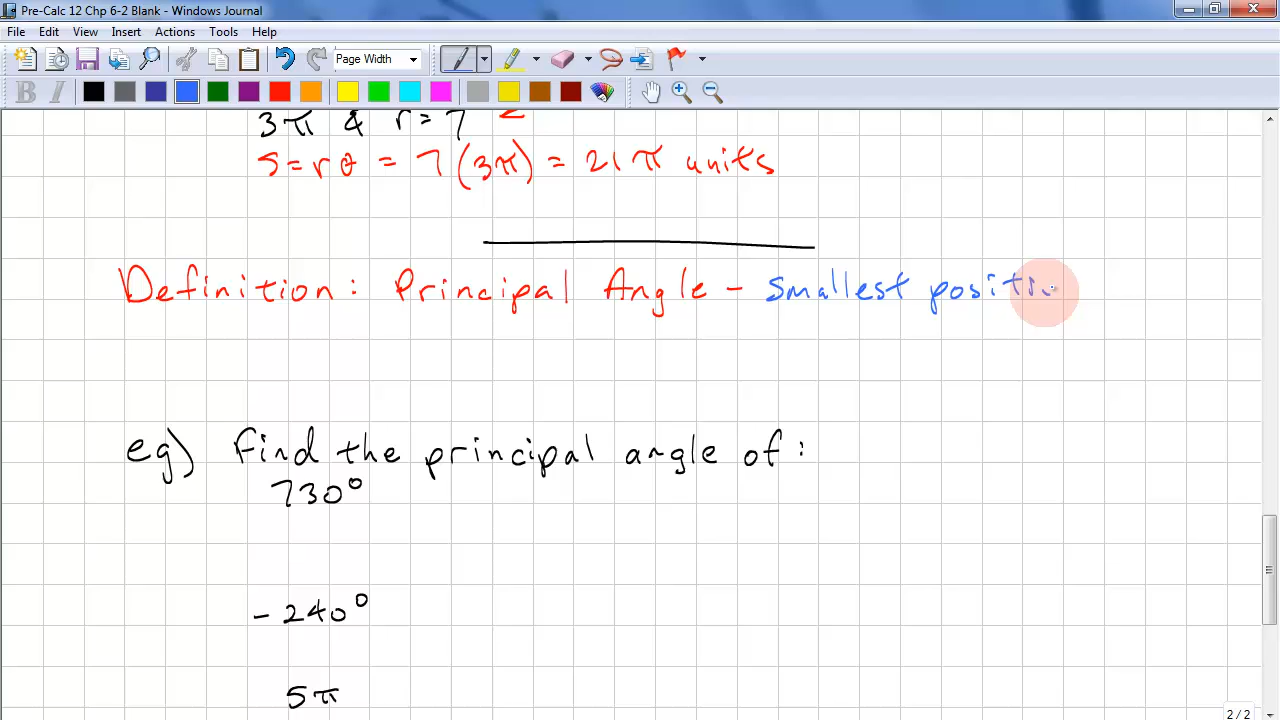 Pre-Calc 12 Chp 6-2 Blank - Windows Journal
File Edit View Insert Actions Tools Help
Page Width
B I
3π & r = 7
S = rθ = 7(3π) = 21π units
Definition: Principal Angle - Smallest positi
eg) Find the principal angle of:
730°
-240°
5π
2/2